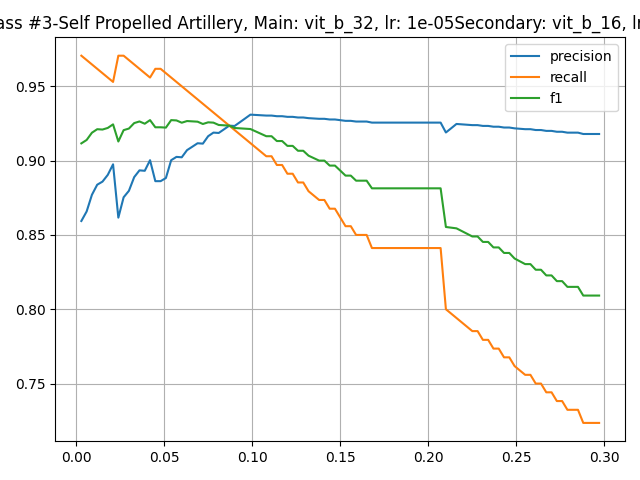 ass #3-Self Propelled Artillery, Main: vit_b_32, lr: 1e-05Secondary: vit_b_16, lr
precision
recall
f1
0.95
0.90
0.85
0.80
0.75
0.00 0.05 0.10 0.15 0.20 0.25 0.30